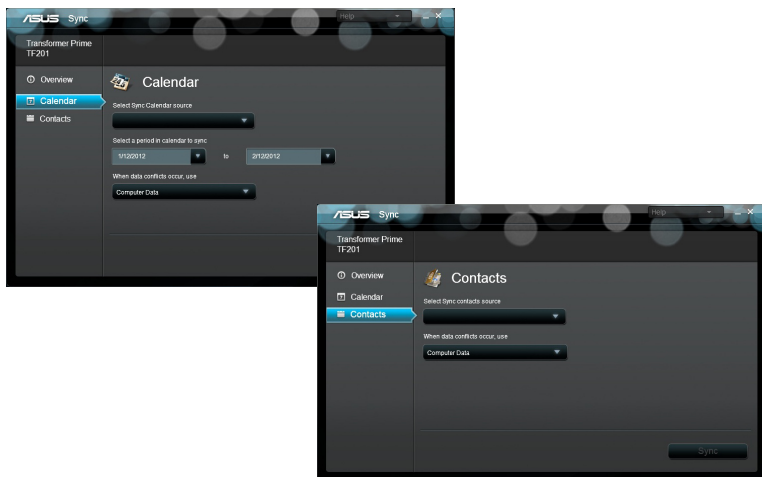 ASUS Sync
Help
Transformer Prime
TF201
Overview
Calendar
Contacts
Calendar
Select Sync Calendar source
Select a period in calendar to sync
1/12/2012 to 2/12/2012
When data conflicts occur, use
Computer Data
ASUS Sync
Help
Transformer Prime
TF201
Overview
Calendar
Contacts
Contacts
Select Sync contacts source
When data conflicts occur, use
Computer Data
Sync